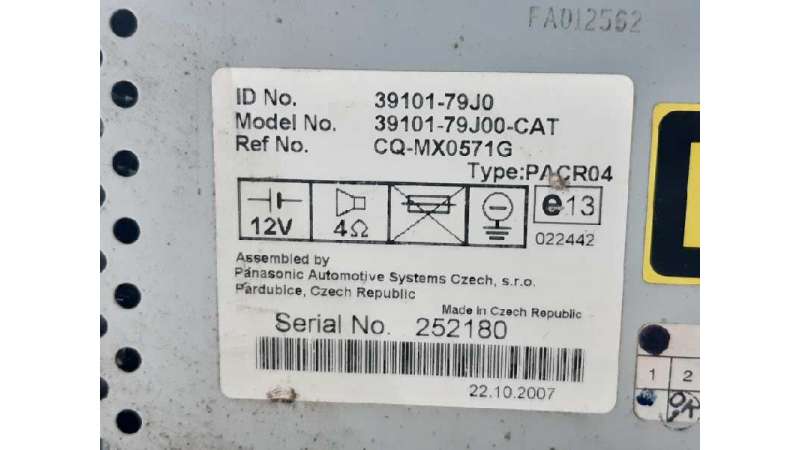 FA012562
ID No. 39101-79J0
Model No. 39101-79J00-CAT
Ref No. CQ-MX0571G
Type:PACR04
12V 4Ω e13
022442
Assembled by
Panasonic Automotive Systems Czech, s.r.o.
Pardubice, Czech Republic
Made in Czech Republic
Serial No. 252180
22.10.2007
1 2
OK